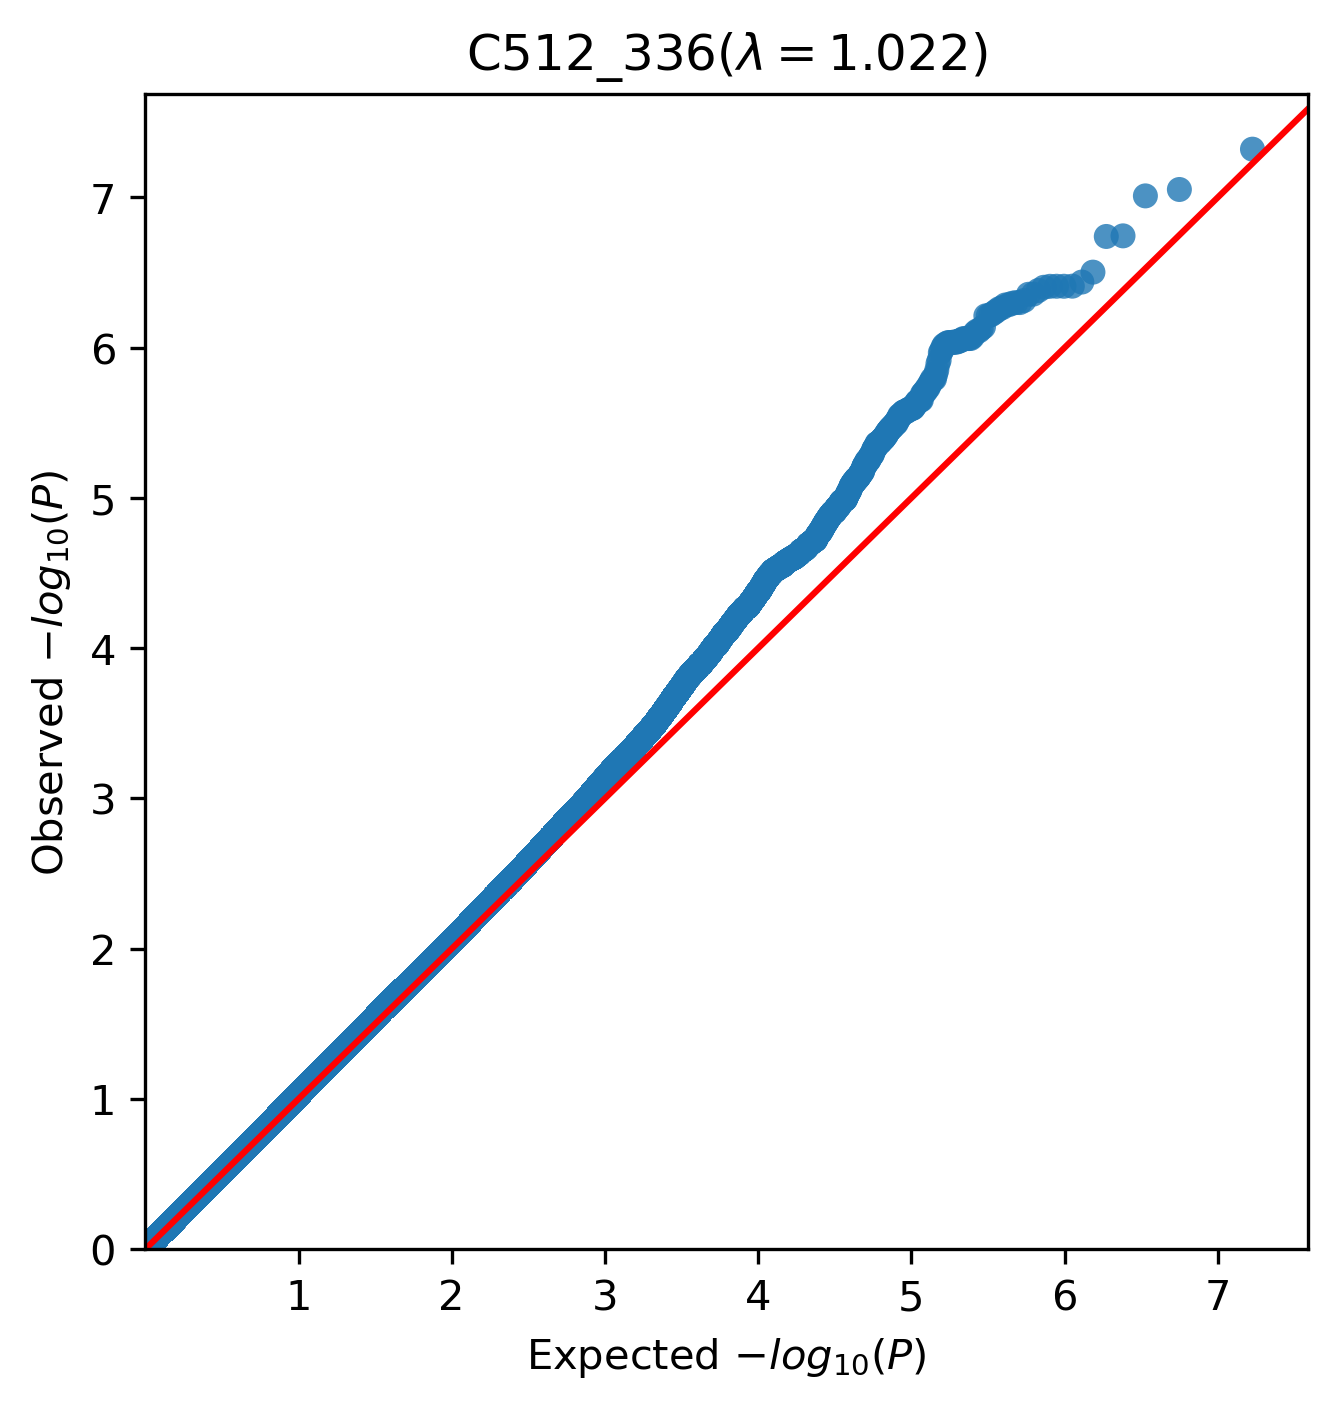 C512_336(λ = 1.022)
Observed −log₁₀(P)
7
6
5
4
3
2
1
0
1 2 3 4 5 6 7
Expected −log₁₀(P)